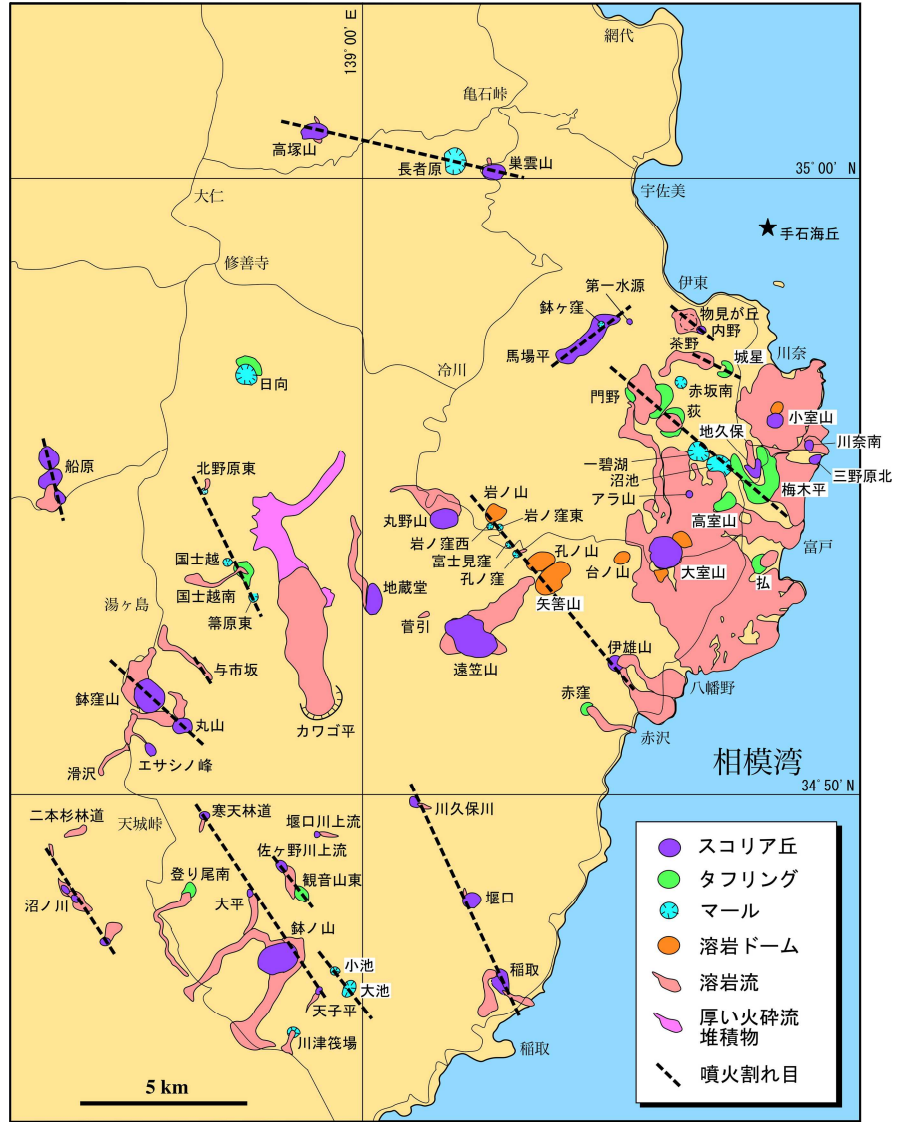 網代
139°00' E
亀石峠
高塚山
長者原
巣雲山
35°00' N
大仁
宇佐美
手石海丘
修善寺
伊東
第一水源
鉢ヶ窪
物見が丘
内野
馬場平
茶野
城星
川奈
冷川
日向
門野
赤坂南
荻
小室山
地久保
川奈南
船原
一碧湖
沼池
三野原北
北野原東
岩ノ山
アラ山
梅木平
丸野山
岩ノ窪東
高室山
岩ノ窪西
富士見窪
孔ノ山
富戸
国士越
孔ノ窪
台ノ山
大室山
払
国士越南
地蔵堂
湯ヶ島
箒原東
矢筈山
菅引
遠笠山
伊雄山
与市坂
八幡野
鉢窪山
赤窪
丸山
カワゴ平
赤沢
エサシノ峰
相模湾
滑沢
34°50' N
二本杉林道
天城峠
寒天林道
堰口川上流
川久保川
佐ヶ野川上流
登り尾南
観音山東
沼ノ川
大平
堰口
鉢ノ山
小池
大池
稲取
天子平
川津筏場
稲取
5 km
スコリア丘
タフリング
マール
溶岩ドーム
溶岩流
厚い火砕流
堆積物
噴火割れ目